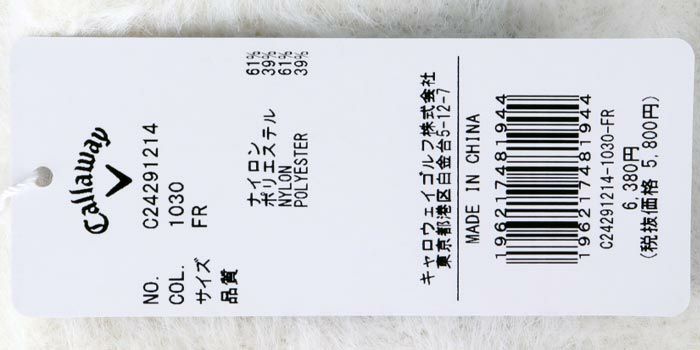 Callaway
NO. C24291214
COL. 1030
サイズ FR
品質
ナイロン 61%
ポリエステル 39%
NYLON 61%
POLYESTER 39%
キャロウェイゴルフ株式会社
東京都港区白金台5-12-7
MADE IN CHINA
196217481944
C24291214-1030-FR
6,380円
(税抜価格 5,800円)